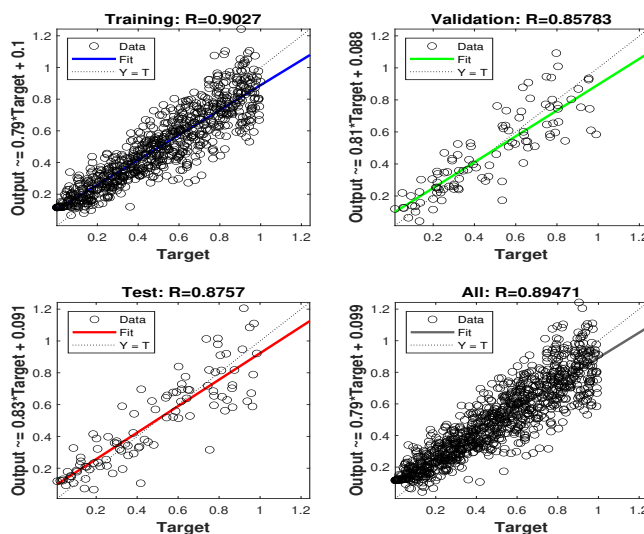 Training: R=0.9027
Output ~= 0.79*Target + 0.1
Data
Fit
Y = T
1.2
1
0.8
0.6
0.4
0.2
0.2 0.4 0.6 0.8 1 1.2
Target
Validation: R=0.85783
Output ~= 0.81*Target + 0.088
Data
Fit
Y = T
1.2
1
0.8
0.6
0.4
0.2
0.2 0.4 0.6 0.8 1 1.2
Target
Test: R=0.8757
Output ~= 0.83*Target + 0.091
Data
Fit
Y = T
1.2
1
0.8
0.6
0.4
0.2
0.2 0.4 0.6 0.8 1 1.2
Target
All: R=0.89471
Output ~= 0.79*Target + 0.099
Data
Fit
Y = T
1.2
1
0.8
0.6
0.4
0.2
0.2 0.4 0.6 0.8 1 1.2
Target